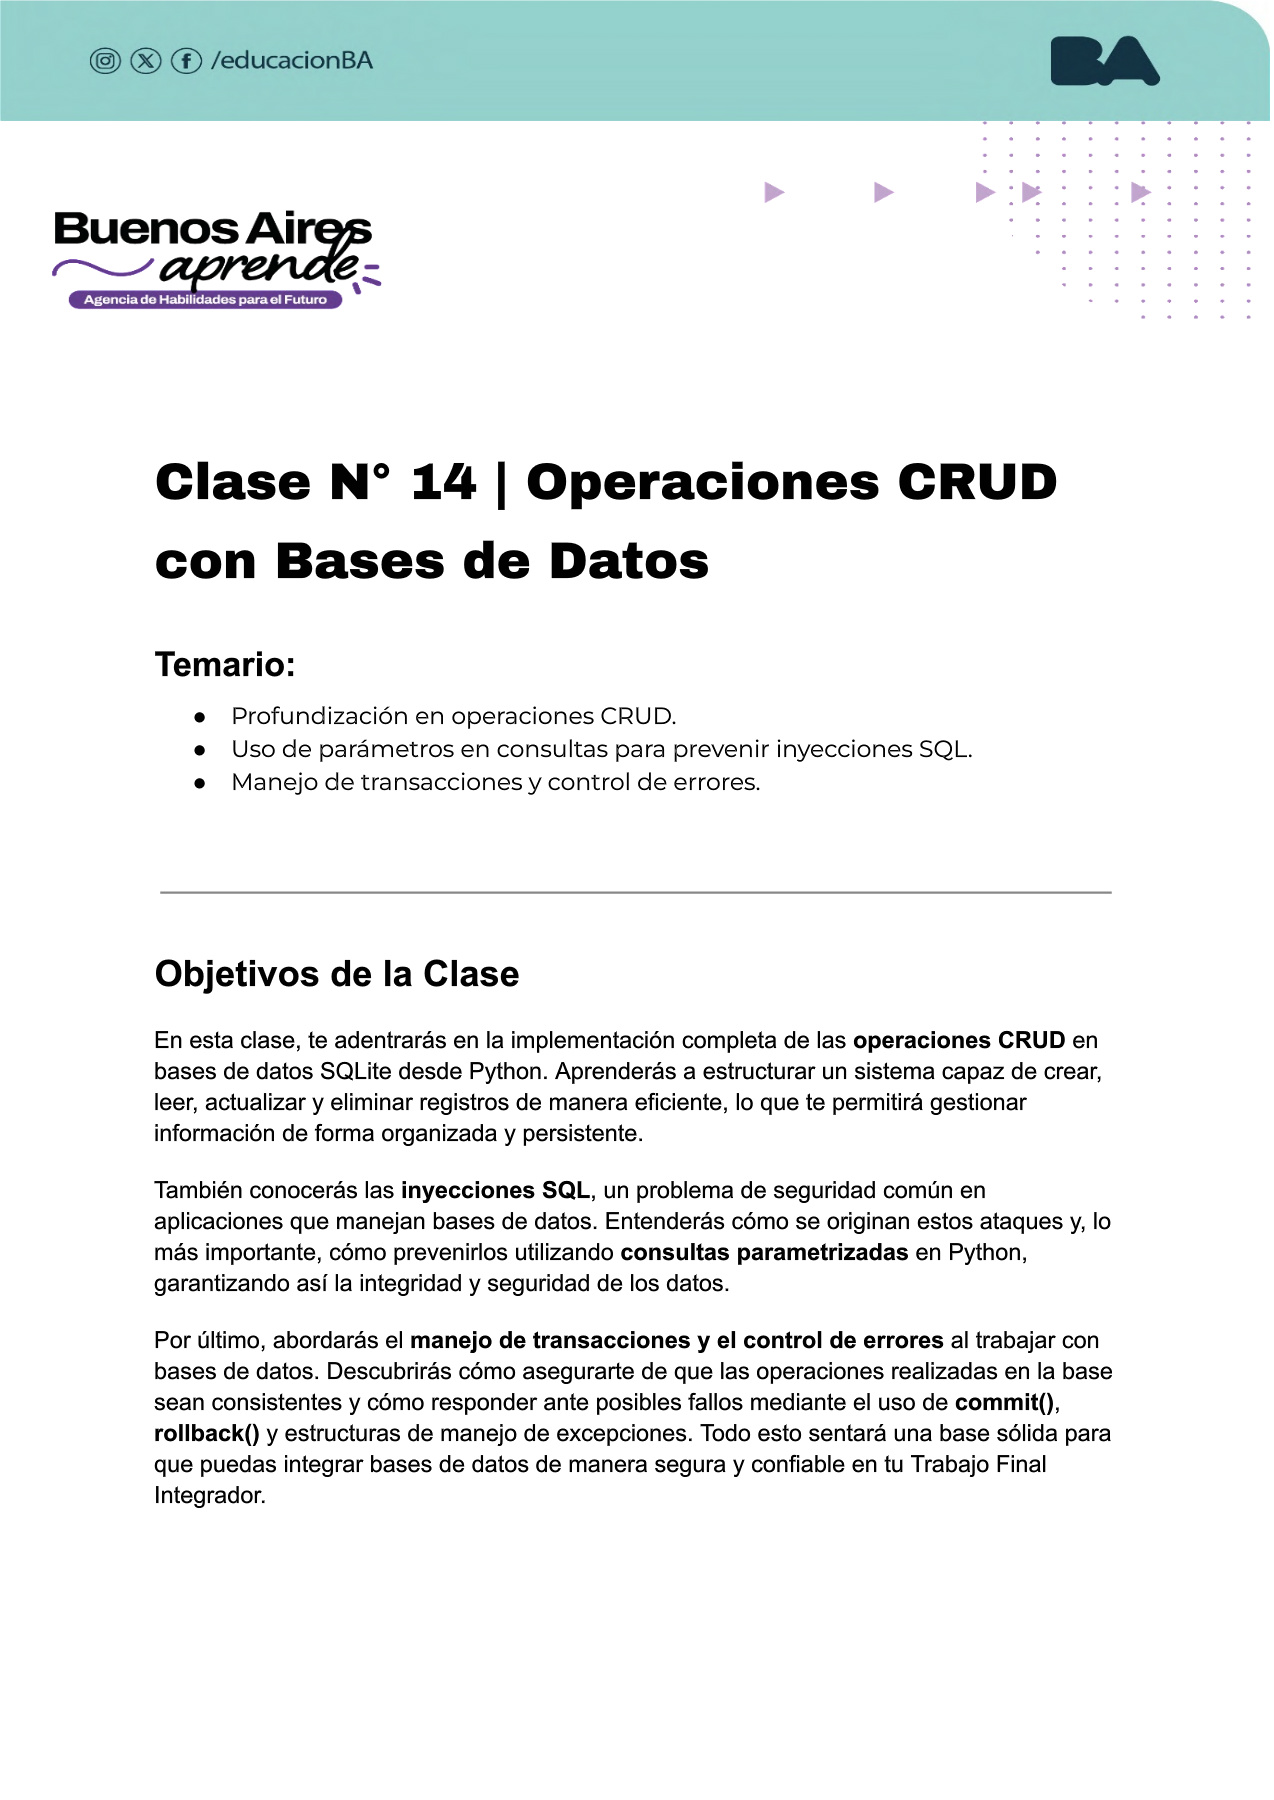 /educacionBA
BA
Buenos Aires
aprende
Agencia de Habilidades para el Futuro
Clase N° 14 | Operaciones CRUD
con Bases de Datos
Temario:
● Profundización en operaciones CRUD.
● Uso de parámetros en consultas para prevenir inyecciones SQL.
● Manejo de transacciones y control de errores.
Objetivos de la Clase
En esta clase, te adentrarás en la implementación completa de las operaciones CRUD en
bases de datos SQLite desde Python. Aprenderás a estructurar un sistema capaz de crear,
leer, actualizar y eliminar registros de manera eficiente, lo que te permitirá gestionar
información de forma organizada y persistente.
También conocerás las inyecciones SQL, un problema de seguridad común en
aplicaciones que manejan bases de datos. Entenderás cómo se originan estos ataques y, lo
más importante, cómo prevenirlos utilizando consultas parametrizadas en Python,
garantizando así la integridad y seguridad de los datos.
Por último, abordarás el manejo de transacciones y el control de errores al trabajar con
bases de datos. Descubrirás cómo asegurarte de que las operaciones realizadas en la base
sean consistentes y cómo responder ante posibles fallos mediante el uso de commit(),
rollback() y estructuras de manejo de excepciones. Todo esto sentará una base sólida para
que puedas integrar bases de datos de manera segura y confiable en tu Trabajo Final
Integrador.